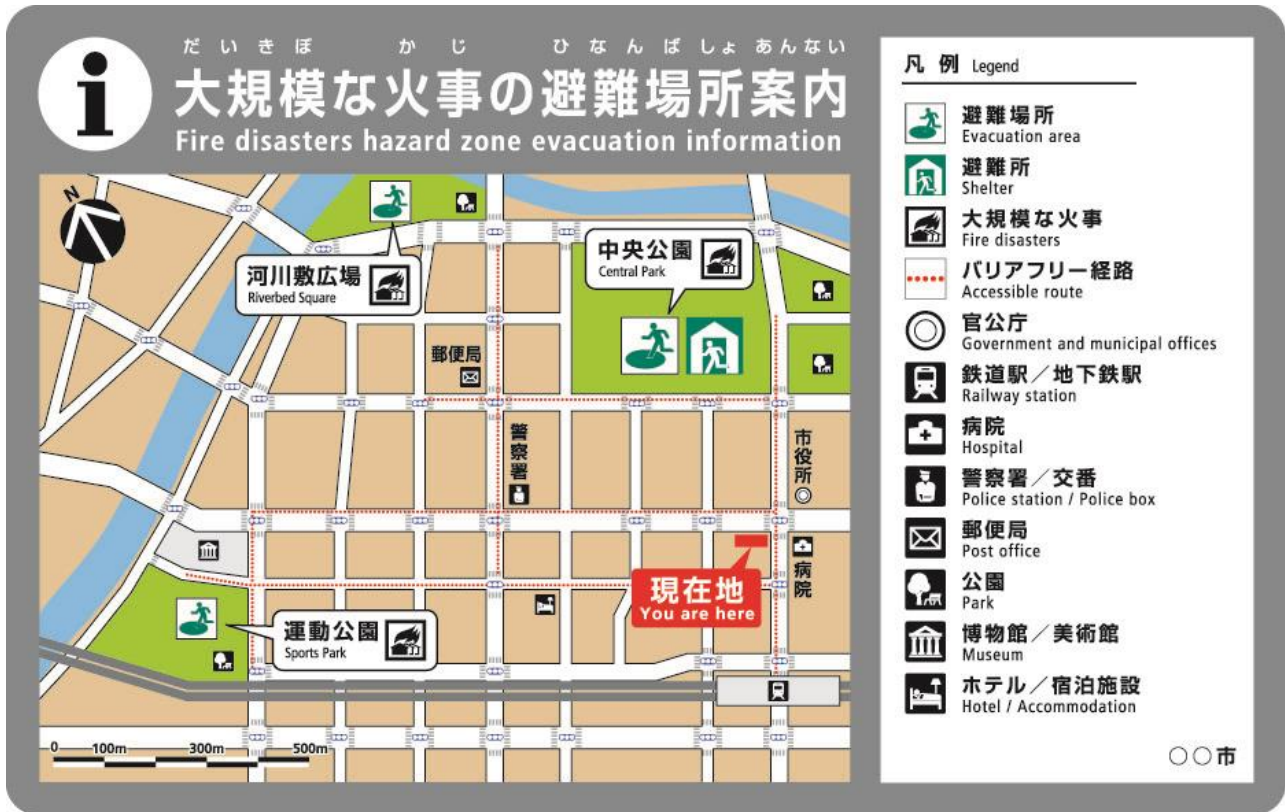 だいきぼ かじ ひなんばしょあんない
大規模な火事の避難場所案内
Fire disasters hazard zone evacuation information
N
河川敷広場
Riverbed Square
中央公園
Central Park
郵便局
警察署
市役所
病院
現在地
You are here
運動公園
Sports Park
0 100m 300m 500m
凡例 Legend
避難場所
Evacuation area
避難所
Shelter
大規模な火事
Fire disasters
バリアフリー経路
Accessible route
官公庁
Government and municipal offices
鉄道駅/地下鉄駅
Railway station
病院
Hospital
警察署/交番
Police station / Police box
郵便局
Post office
公園
Park
博物館/美術館
Museum
ホテル/宿泊施設
Hotel / Accommodation
○○市